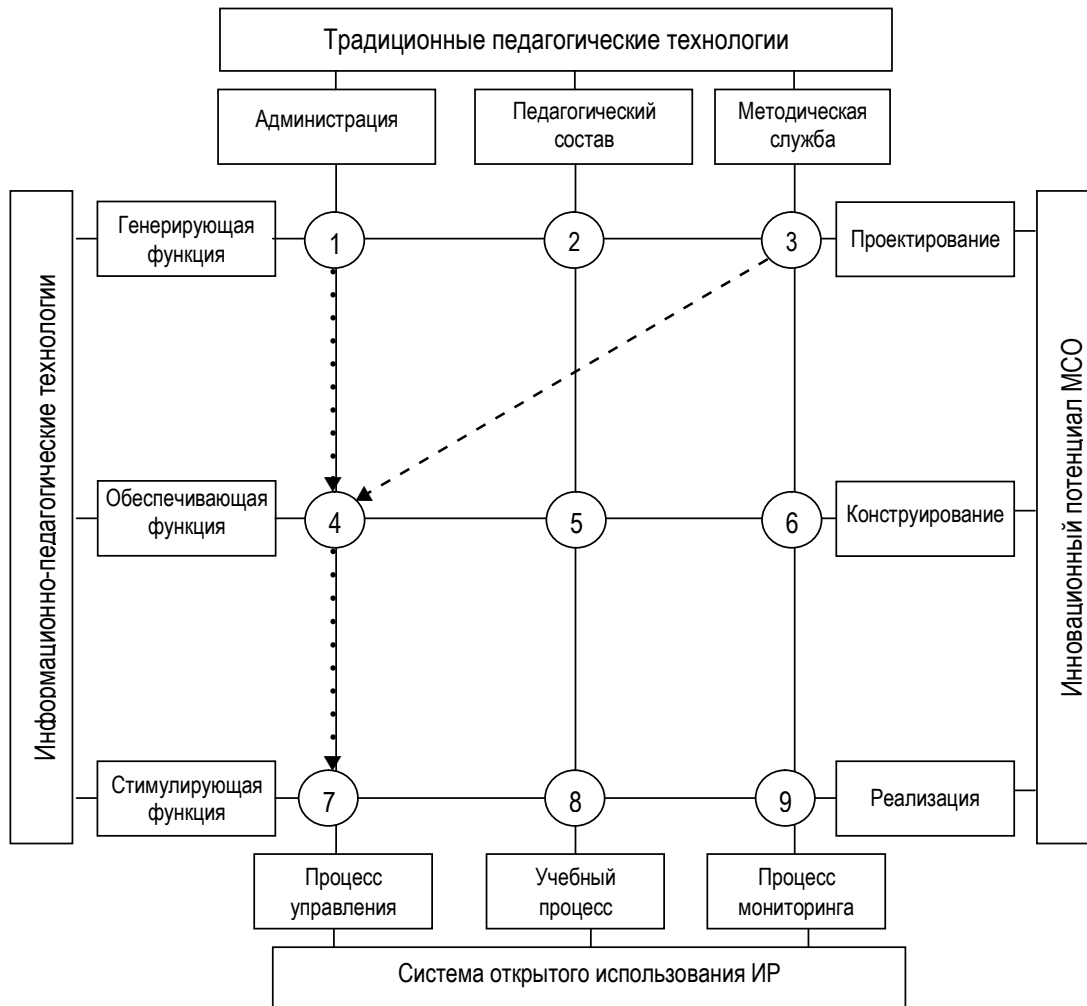 Традиционные педагогические технологии
Администрация
Педагогический
состав
Методическая
служба
Информационно-педагогические технологии
Генерирующая
функция
1
2
3
Проектирование
Инновационный потенциал МСО
Обеспечивающая
функция
4
5
6
Конструирование
Стимулирующая
функция
7
8
9
Реализация
Процесс
управления
Учебный
процесс
Процесс
мониторинга
Система открытого использования ИР